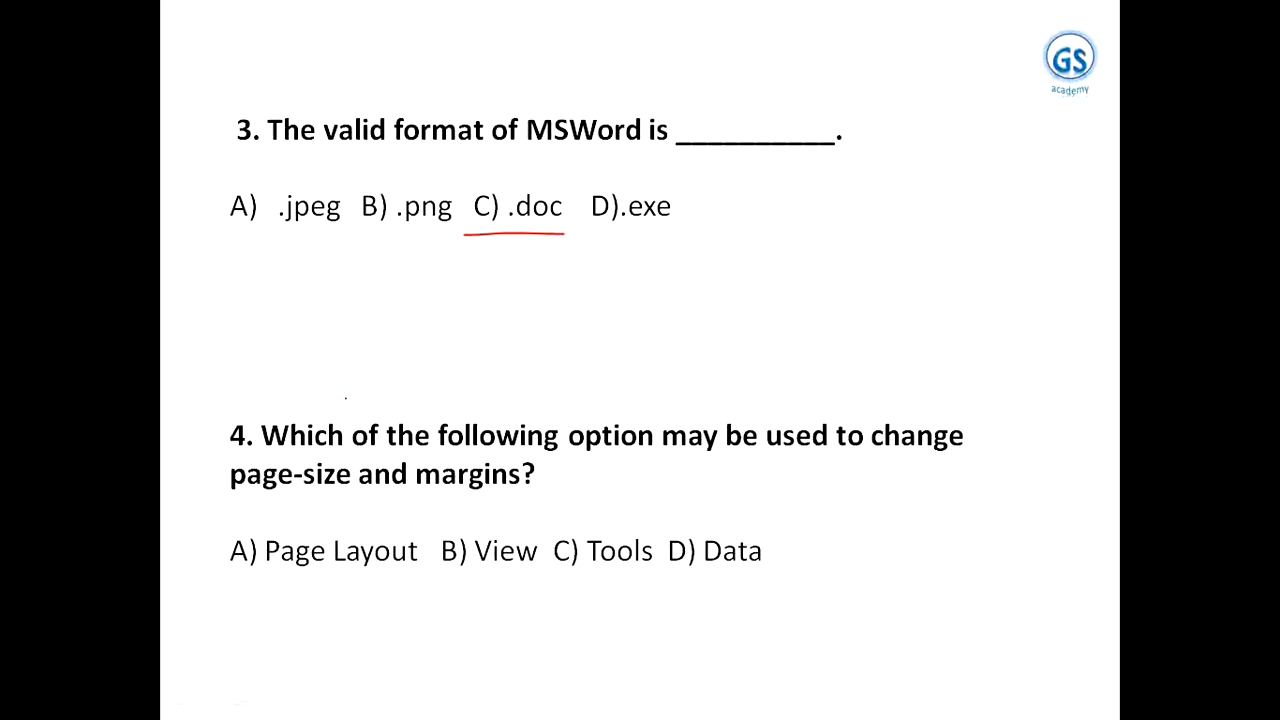 GS
academy
3. The valid format of MSWord is __________.
A) .jpeg B) .png C) .doc D).exe
4. Which of the following option may be used to change
page-size and margins?
A) Page Layout B) View C) Tools D) Data